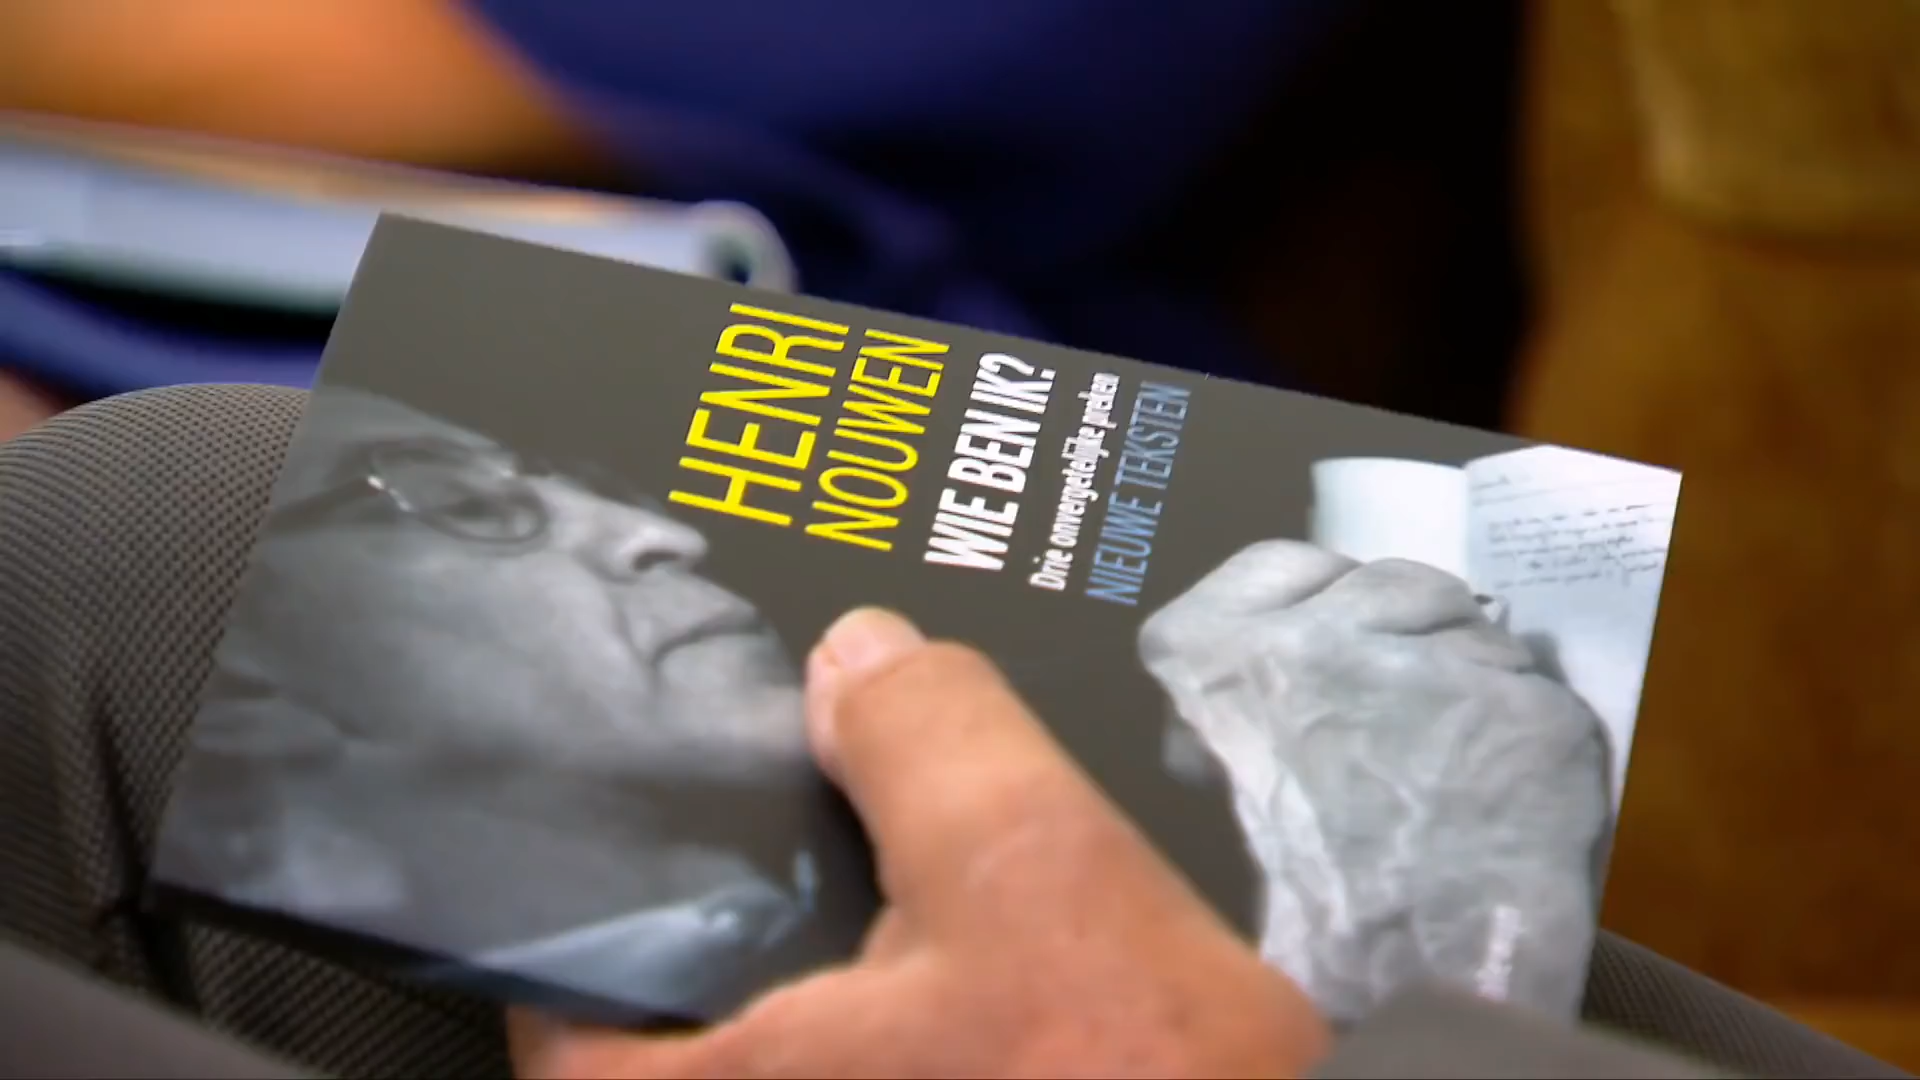 HENRI
NOUWEN
WIE BEN IK?
Drie onvergetelijke preken
NIEUWE TEKSTEN